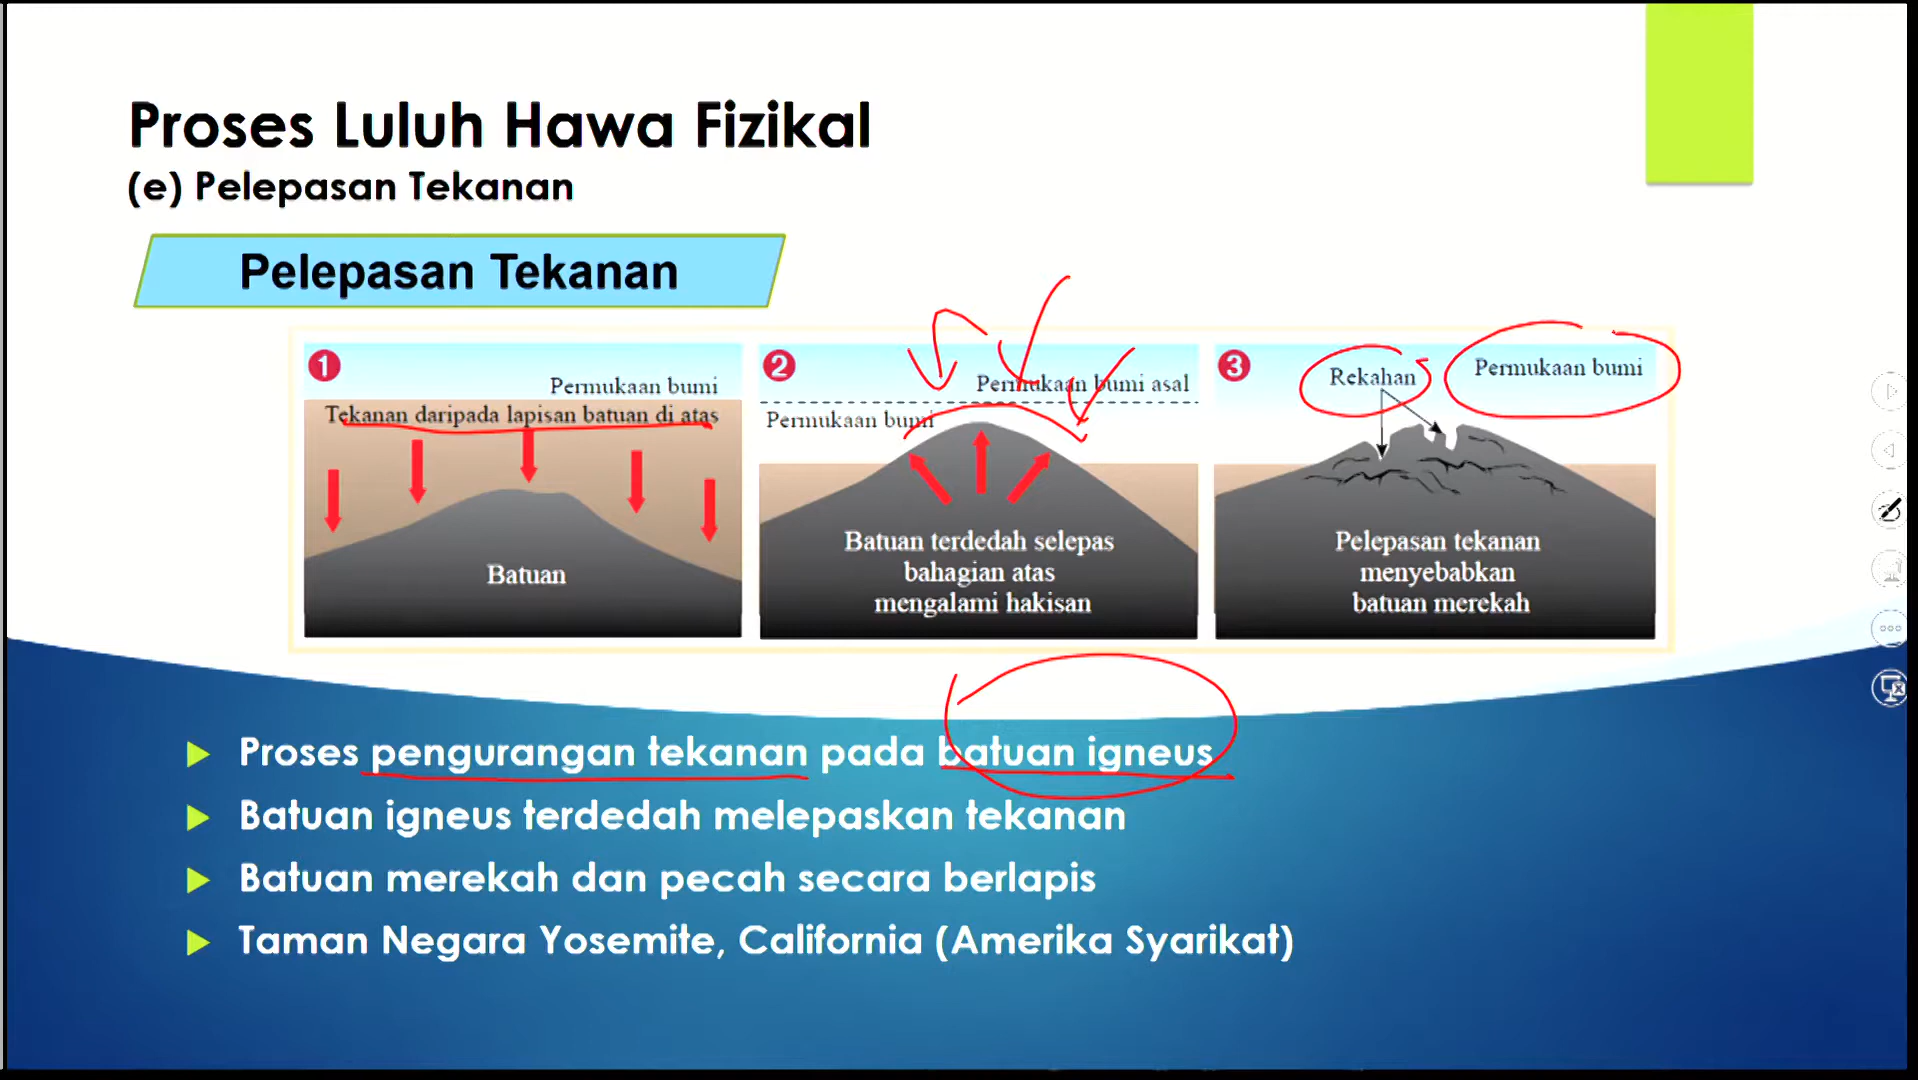 Proses Luluh Hawa Fizikal
(e) Pelepasan Tekanan
Pelepasan Tekanan
1
Permukaan bumi
Tekanan daripada lapisan batuan di atas
Batuan
2
Permukaan bumi asal
Permukaan bumi
Batuan terdedah selepas
bahagian atas
mengalami hakisan
3
Rekahan
Permukaan bumi
Pelepasan tekanan
menyebabkan
batuan merekah
Proses pengurangan tekanan pada batuan igneus
Batuan igneus terdedah melepaskan tekanan
Batuan merekah dan pecah secara berlapis
Taman Negara Yosemite, California (Amerika Syarikat)